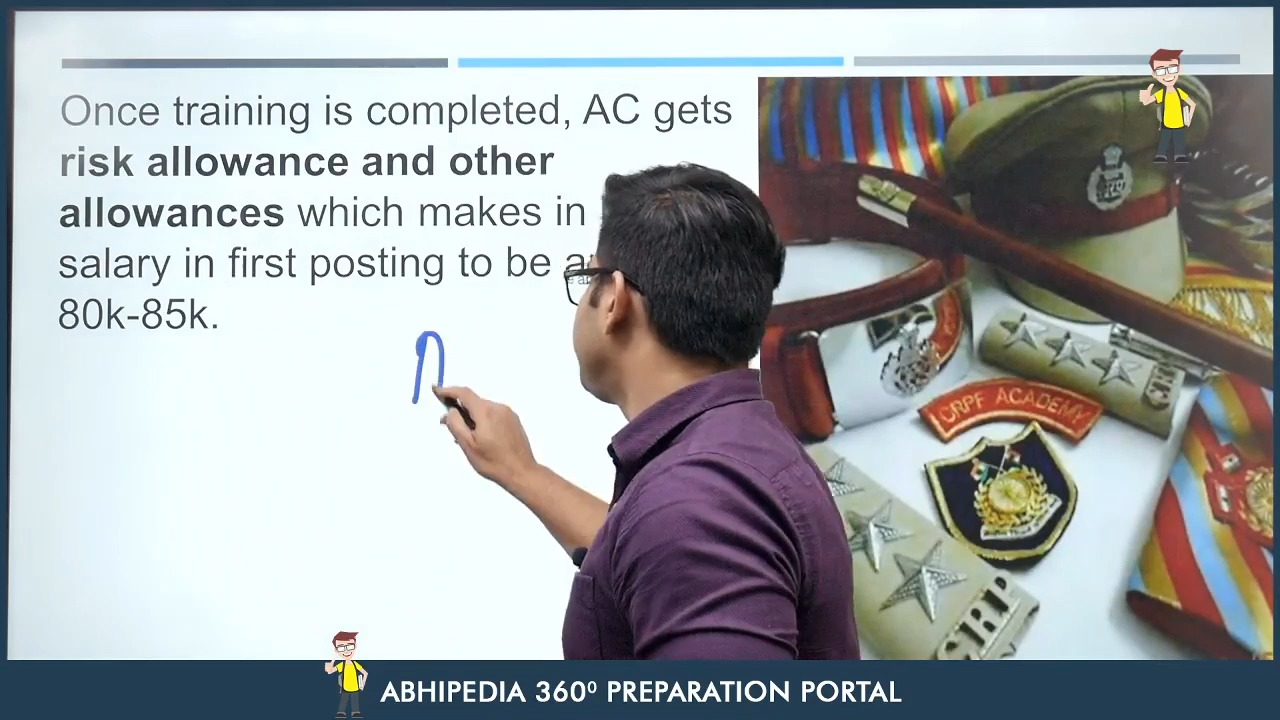 Once training is completed, AC gets
risk allowance and other
allowances which makes in
salary in first posting to be
80k-85k.
CRPF ACADEMY
ABHIPEDIA 360⁰ PREPARATION PORTAL